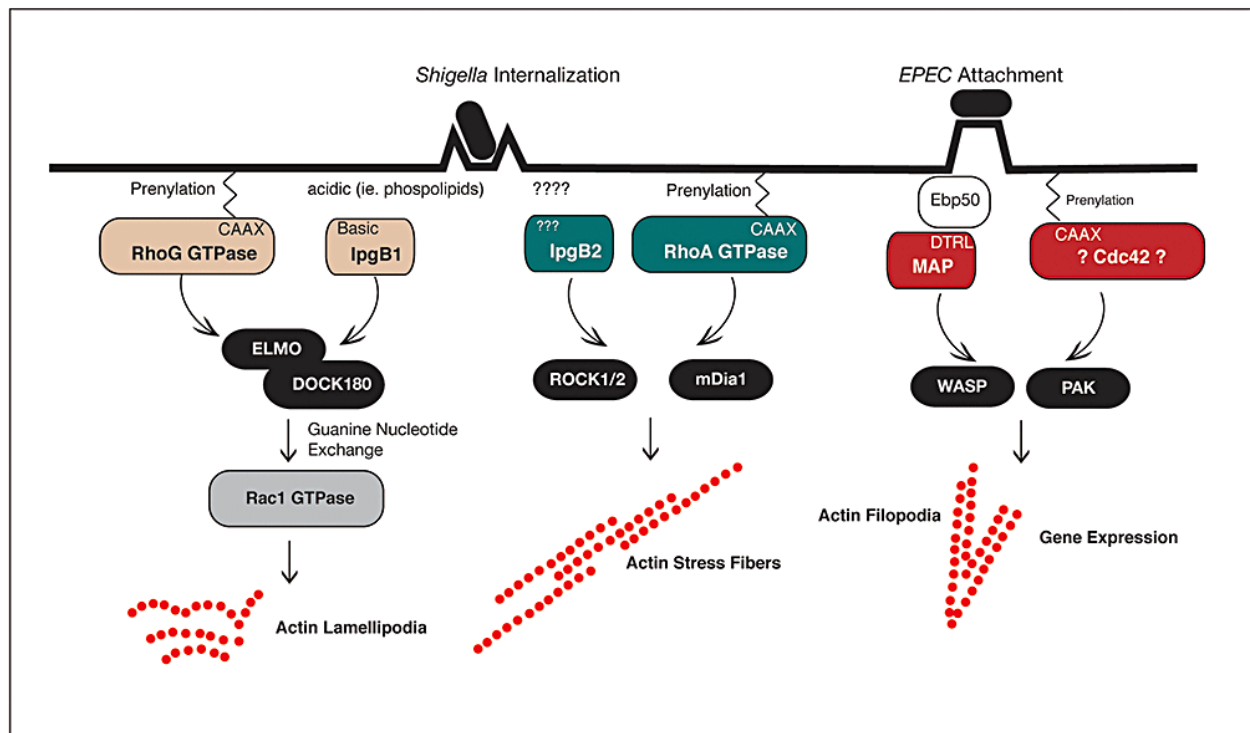 Shigella Internalization
EPEC Attachment
Prenylation
acidic (ie. phospolipids)
????
Prenylation
Ebp50
Prenylation
CAAX
RhoG GTPase
Basic
IpgB1
???
IpgB2
CAAX
RhoA GTPase
DTRL
MAP
CAAX
? Cdc42 ?
ELMO
DOCK180
ROCK1/2
mDia1
WASP
PAK
Guanine Nucleotide
Exchange
Rac1 GTPase
Actin Lamellipodia
Actin Stress Fibers
Actin Filopodia
Gene Expression